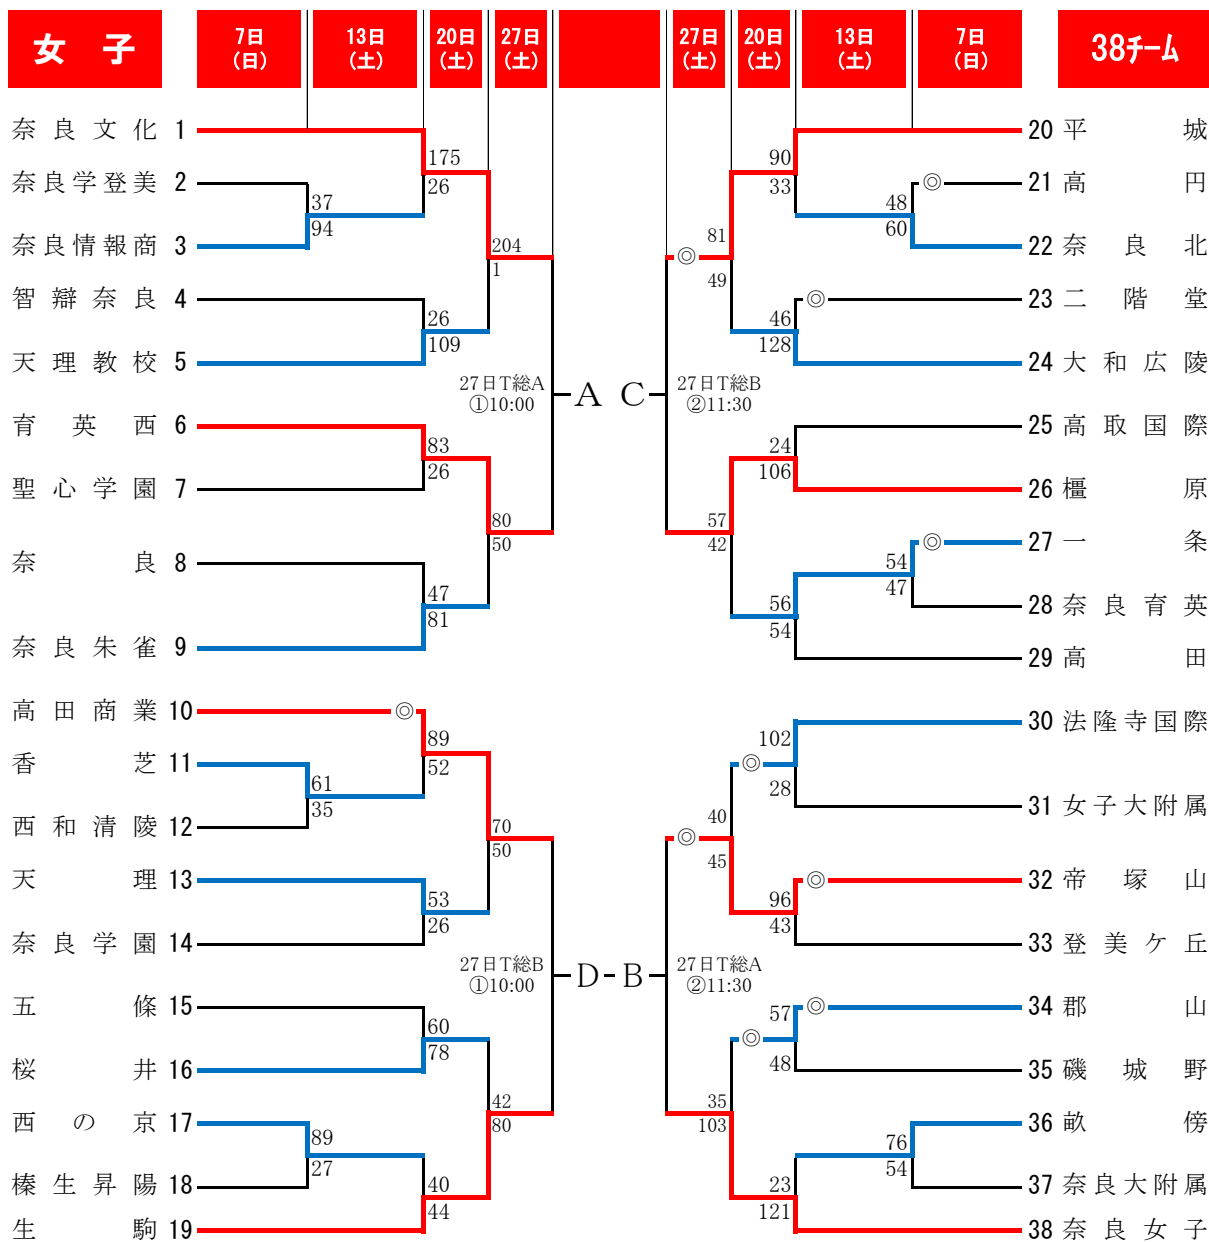 女 子
7日
(日)
13日
(土)
20日
(土)
27日
(土)
27日
(土)
20日
(土)
13日
(土)
7日
(日)
38チーム
奈良文化 1
175
奈良学登美 2
26
37
94
奈良情報商 3
204
1
智辯奈良 4
26
109
天理教校 5
27日T総A
①10:00
A
育英西 6
83
26
聖心学園 7
80
50
奈良 8
47
81
奈良朱雀 9
高田商業 10
◎
89
52
香芝 11
61
35
西和清陵 12
70
50
天理 13
53
26
奈良学園 14
27日T総B
①10:00
D
五條 15
60
78
桜井 16
42
80
西の京 17
89
27
榛生昇陽 18
40
44
生駒 19
20 平城
90
33
◎
21 高円
48
60
22 奈良北
81
◎
49
◎
23 二階堂
46
128
24 大和広陵
C
27日T総B
②11:30
25 高取国際
24
106
26 橿原
57
42
◎
27 一条
54
47
28 奈良育英
56
54
29 高田
30 法隆寺国際
102
◎
28
31 女子大附属
40
◎
45
◎
32 帝塚山
96
43
33 登美ケ丘
B
27日T総A
②11:30
◎
34 郡山
57
◎
48
35 磯城野
35
103
36 畝傍
76
54
37 奈良大附属
23
121
38 奈良女子